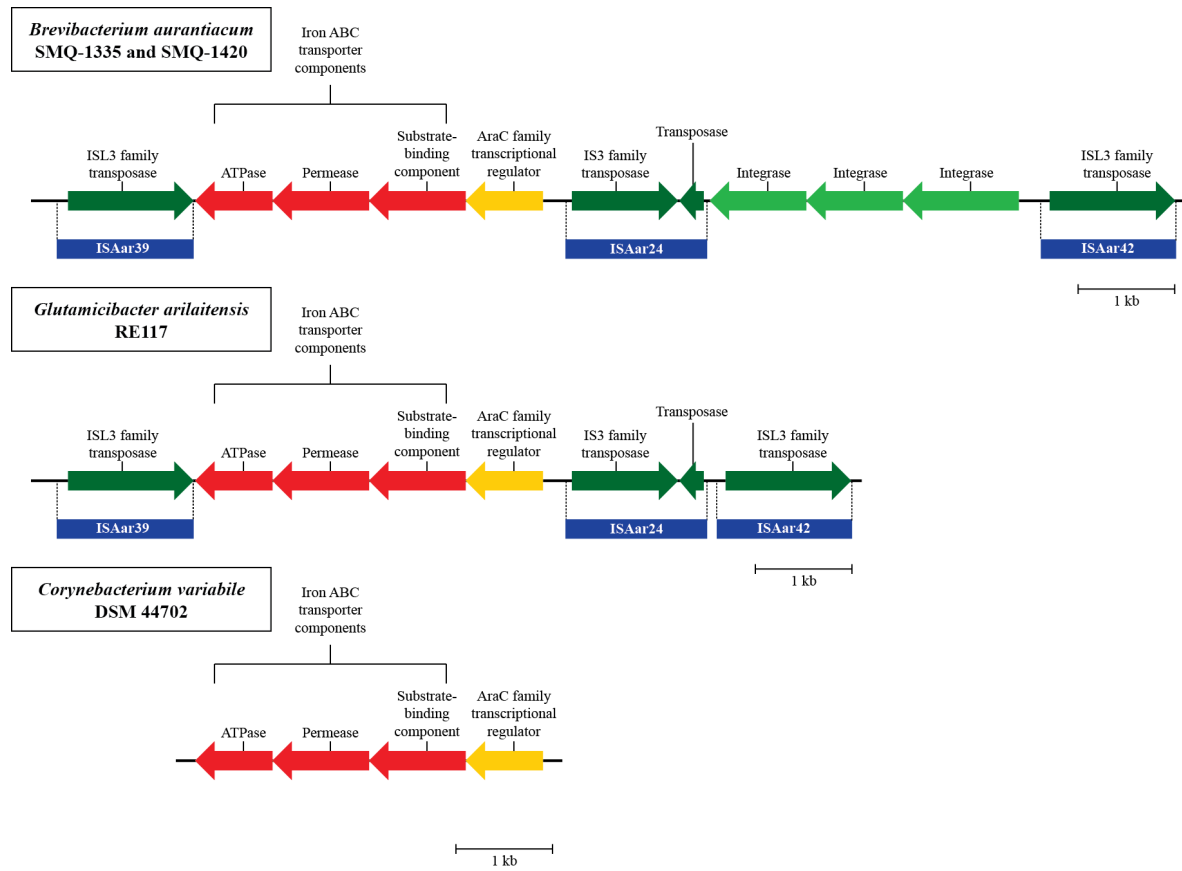 Brevibacterium aurantiacum
SMQ-1335 and SMQ-1420
Iron ABC
transporter
components
ISL3 family
transposase
ATPase
Permease
Substrate-
binding
component
AraC family
transcriptional
regulator
IS3 family
transposase
Transposase
Integrase
Integrase
Integrase
ISL3 family
transposase
ISAar39
ISAar24
ISAar42
1 kb
Glutamicibacter arilaitensis
RE117
Iron ABC
transporter
components
ISL3 family
transposase
ATPase
Permease
Substrate-
binding
component
AraC family
transcriptional
regulator
IS3 family
transposase
Transposase
ISL3 family
transposase
ISAar39
ISAar24
ISAar42
1 kb
Corynebacterium variabile
DSM 44702
Iron ABC
transporter
components
ATPase
Permease
Substrate-
binding
component
AraC family
transcriptional
regulator
1 kb